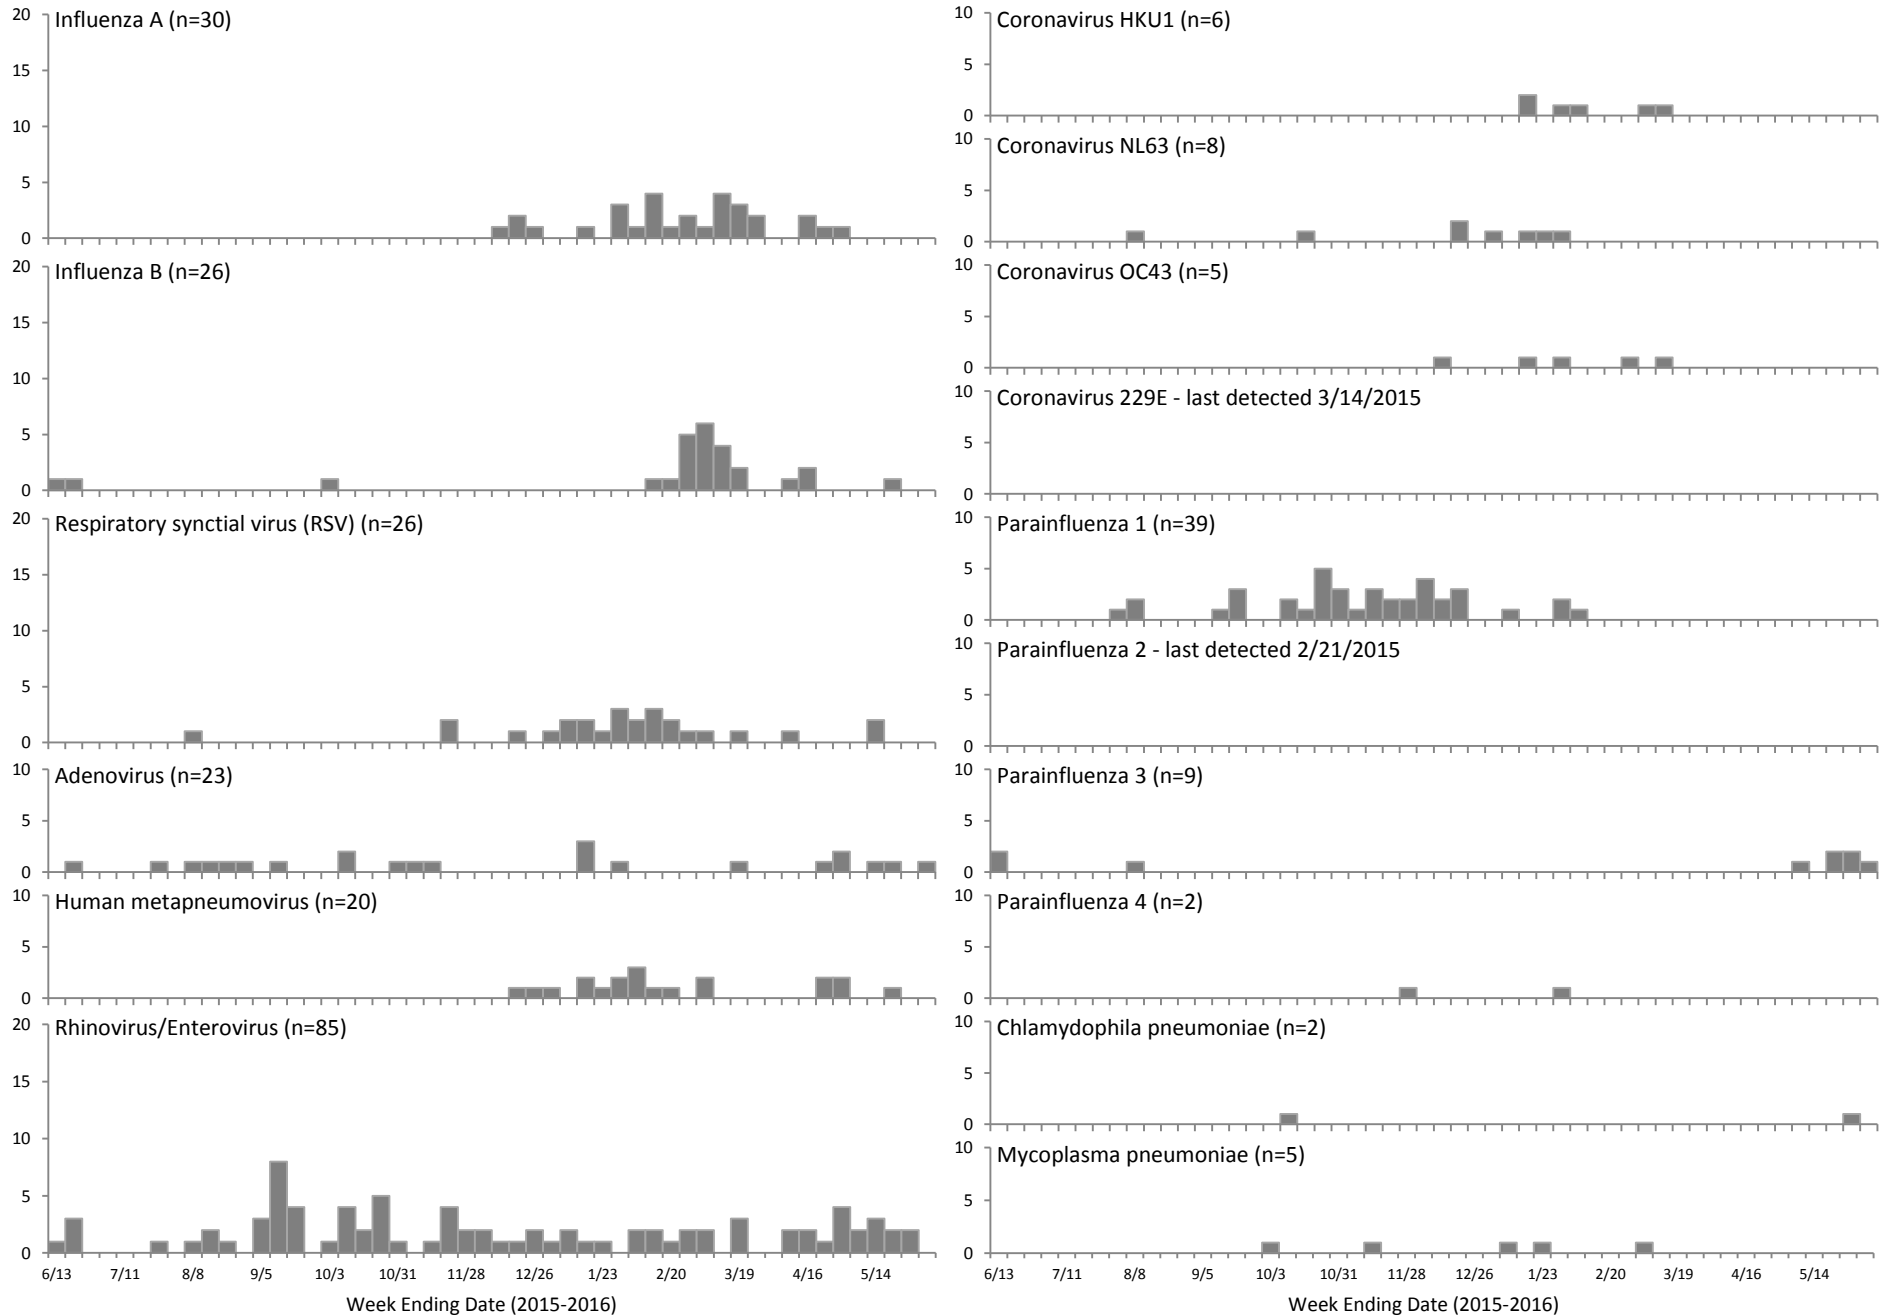 Influenza A (n=30)
20
15
10
5
0
Influenza B (n=26)
20
15
10
5
0
Respiratory synctial virus (RSV) (n=26)
20
15
10
5
0
Adenovirus (n=23)
10
5
0
Human metapneumovirus (n=20)
10
5
0
Rhinovirus/Enterovirus (n=85)
20
15
10
5
0
6/13 7/11 8/8 9/5 10/3 10/31 11/28 12/26 1/23 2/20 3/19 4/16 5/14
Week Ending Date (2015-2016)
Coronavirus HKU1 (n=6)
10
5
0
Coronavirus NL63 (n=8)
10
5
0
Coronavirus OC43 (n=5)
10
5
0
Coronavirus 229E - last detected 3/14/2015
10
5
0
Parainfluenza 1 (n=39)
10
5
0
Parainfluenza 2 - last detected 2/21/2015
10
5
0
Parainfluenza 3 (n=9)
10
5
0
Parainfluenza 4 (n=2)
10
5
0
Chlamydophila pneumoniae (n=2)
10
5
0
Mycoplasma pneumoniae (n=5)
10
5
0
6/13 7/11 8/8 9/5 10/3 10/31 11/28 12/26 1/23 2/20 3/19 4/16 5/14
Week Ending Date (2015-2016)